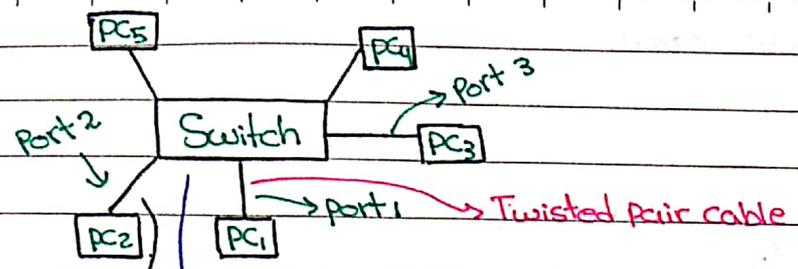 PC5
PC4
Port 3
Port 2
Switch
PC3
Port 1
Twisted pair cable
PC2
PC1